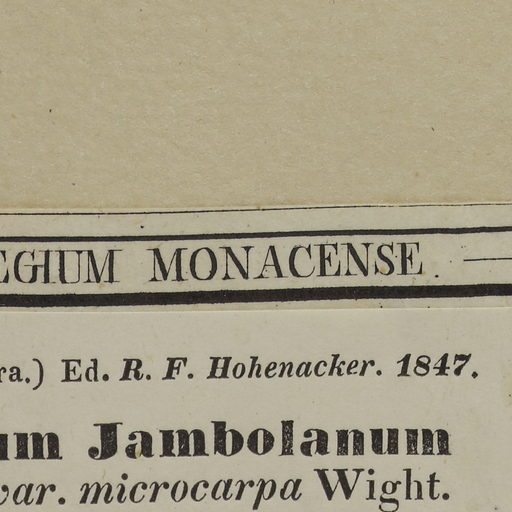 EGIUM MONACENSE.
ra.) Ed. R. F. Hohenacker. 1847.
um Jambolanum
var. microcarpa Wight.